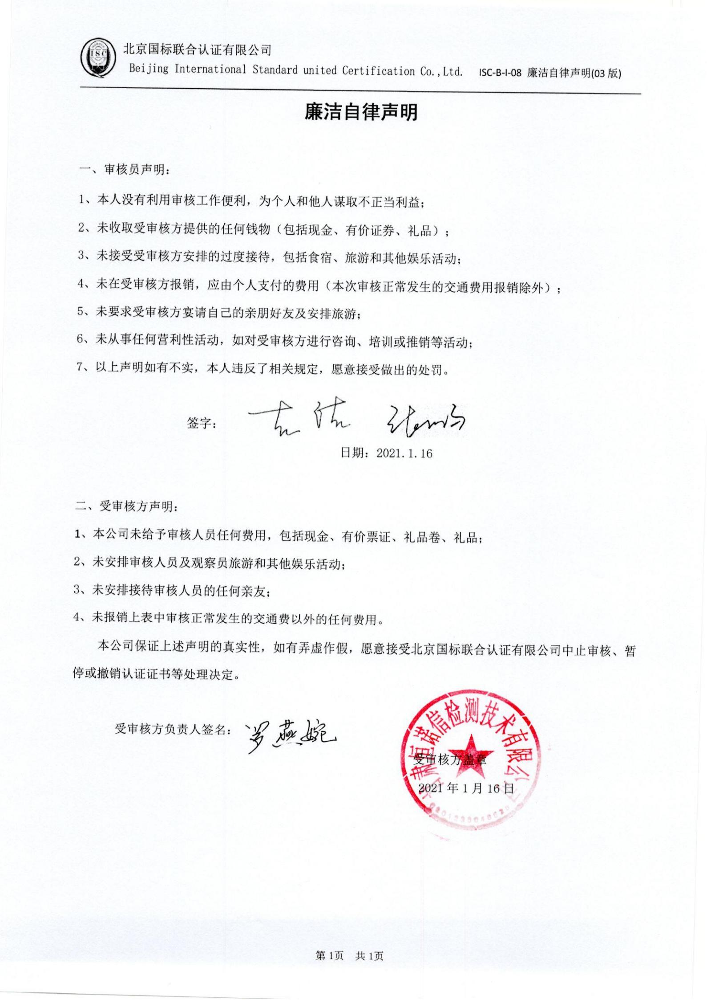 ISC
北京国标联合认证有限公司
Beijing International Standard united Certification Co.,Ltd. ISC-B-I-08 廉洁自律声明(03 版)
廉洁自律声明
一、审核员声明：
1、本人没有利用审核工作便利，为个人和他人谋取不正当利益；
2、未收取受审核方提供的任何钱物（包括现金、有价证券、礼品）；
3、未接受受审核方安排的过度接待，包括食宿、旅游和其他娱乐活动；
4、未在受审核方报销，应由个人支付的费用（本次审核正常发生的交通费用报销除外）；
5、未要求受审核方宴请自己的亲朋好友及安排旅游；
6、未从事任何营利性活动，如对受审核方进行咨询、培训或推销等活动；
7、以上声明如有不实，本人违反了相关规定，愿意接受做出的处罚。
签字： 吉洁
日期：2021.1.16
二、受审核方声明：
1、本公司未给予审核人员任何费用，包括现金、有价票证、礼品卷、礼品；
2、未安排审核人员及观察员旅游和其他娱乐活动；
3、未安排接待审核人员的任何亲友；
4、未报销上表中审核正常发生的交通费以外的任何费用。
本公司保证上述声明的真实性，如有弄虚作假，愿意接受北京国标联合认证有限公司中止审核、暂
停或撤销认证证书等处理决定。
甘肃恒诺信检测技术有限公司
受审核方负责人签名：罗燕婉
受审核方盖章
2021 年 1 月 16 日
第 1页 共 1页